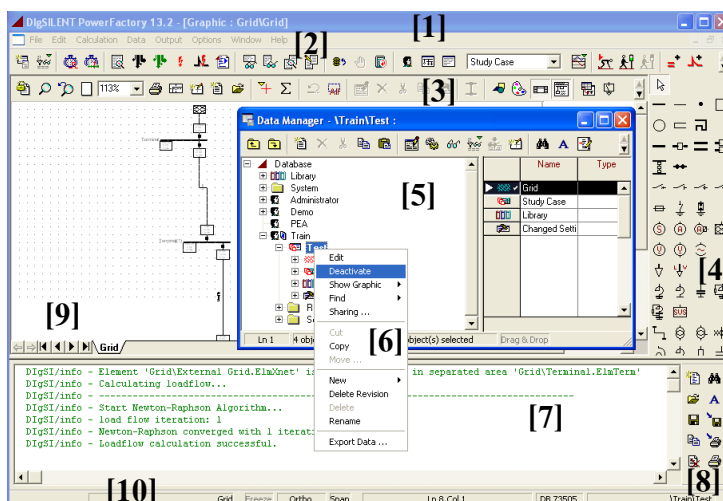 DIgSILENT PowerFactory 13.2 - [Graphic : Grid\Grid]
[1]
File Edit Calculation Data Output Options Window Help
[2]
Study Case
113%
[3]
Data Manager - \Train\Test :
Database
Library
System
Administrator
Demo
PEA
Train
Test
[5]
Name Type
Grid
Study Case
Library
Changed Setti
Edit
Deactivate
Show Graphic
Find
Sharing ...
Cut
Copy
Move ...
New
Delete Revision
Delete
Rename
Export Data ...
[6]
Ln 1 4 obje bject(s) selected Drag & Drop
[4]
SUS
[9]
Grid
DIgSI/info - Element 'Grid\External Grid.ElmXnet' is in separated area 'Grid\Terminal.ElmTerm'
DIgSI/info - Calculating loadflow...
DIgSI/info - ----------------------------------------
DIgSI/info - Start Newton-Raphson Algorithm...
DIgSI/info - load flow iteration: 1
DIgSI/info - Newton-Raphson converged with 1 iterati
DIgSI/info - Loadflow calculation successful.
[7]
[8]
[10]
Grid Freeze Ortho Snap Ln 8,Col 1 DB 73505 \Train\Test